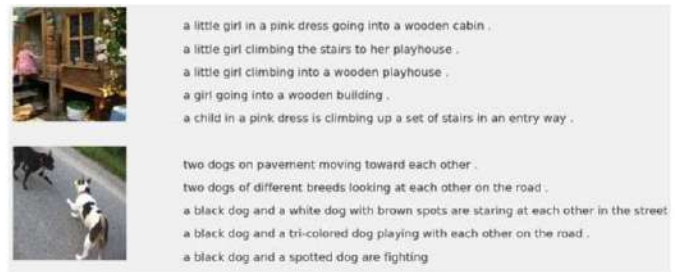 a little girl in a pink dress going into a wooden cabin .
a little girl climbing the stairs to her playhouse .
a little girl climbing into a wooden playhouse .
a girl going into a wooden building .
a child in a pink dress is climbing up a set of stairs in an entry way .
two dogs on pavement moving toward each other .
two dogs of different breeds looking at each other on the road .
a black dog and a white dog with brown spots are staring at each other in the street
a black dog and a tri-colored dog playing with each other on the road .
a black dog and a spotted dog are fighting